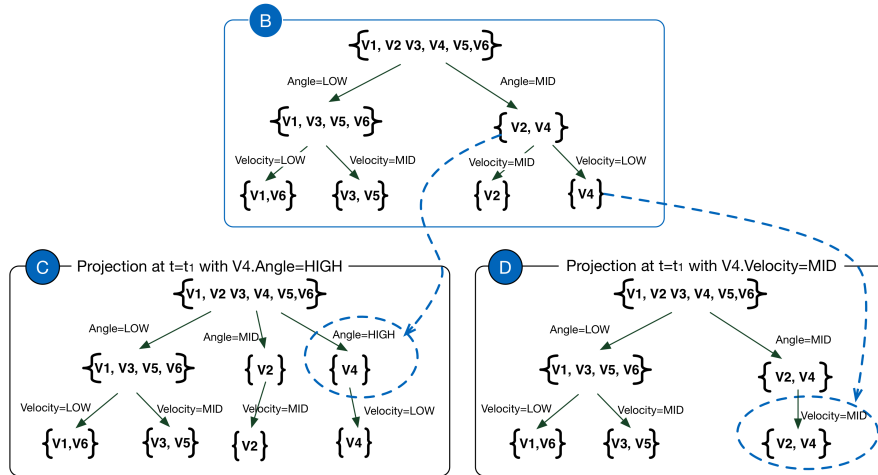 B
{V1, V2 V3, V4, V5,V6}
Angle=LOW
Angle=MID
{V1, V3, V5, V6}
{V2, V4}
Velocity=LOW
Velocity=MID
Velocity=MID
Velocity=LOW
{V1,V6}
{V3, V5}
{V2}
{V4}
C
Projection at t=t₁ with V4.Angle=HIGH
{V1, V2 V3, V4, V5,V6}
Angle=LOW
Angle=MID
Angle=HIGH
{V1, V3, V5, V6}
{V2}
{V4}
Velocity=LOW
Velocity=MID
Velocity=MID
Velocity=LOW
{V1,V6}
{V3, V5}
{V2}
{V4}
D
Projection at t=t₁ with V4.Velocity=MID
{V1, V2 V3, V4, V5,V6}
Angle=LOW
Angle=MID
{V1, V3, V5, V6}
{V2, V4}
Velocity=LOW
Velocity=MID
Velocity=MID
{V1,V6}
{V3, V5}
{V2, V4}